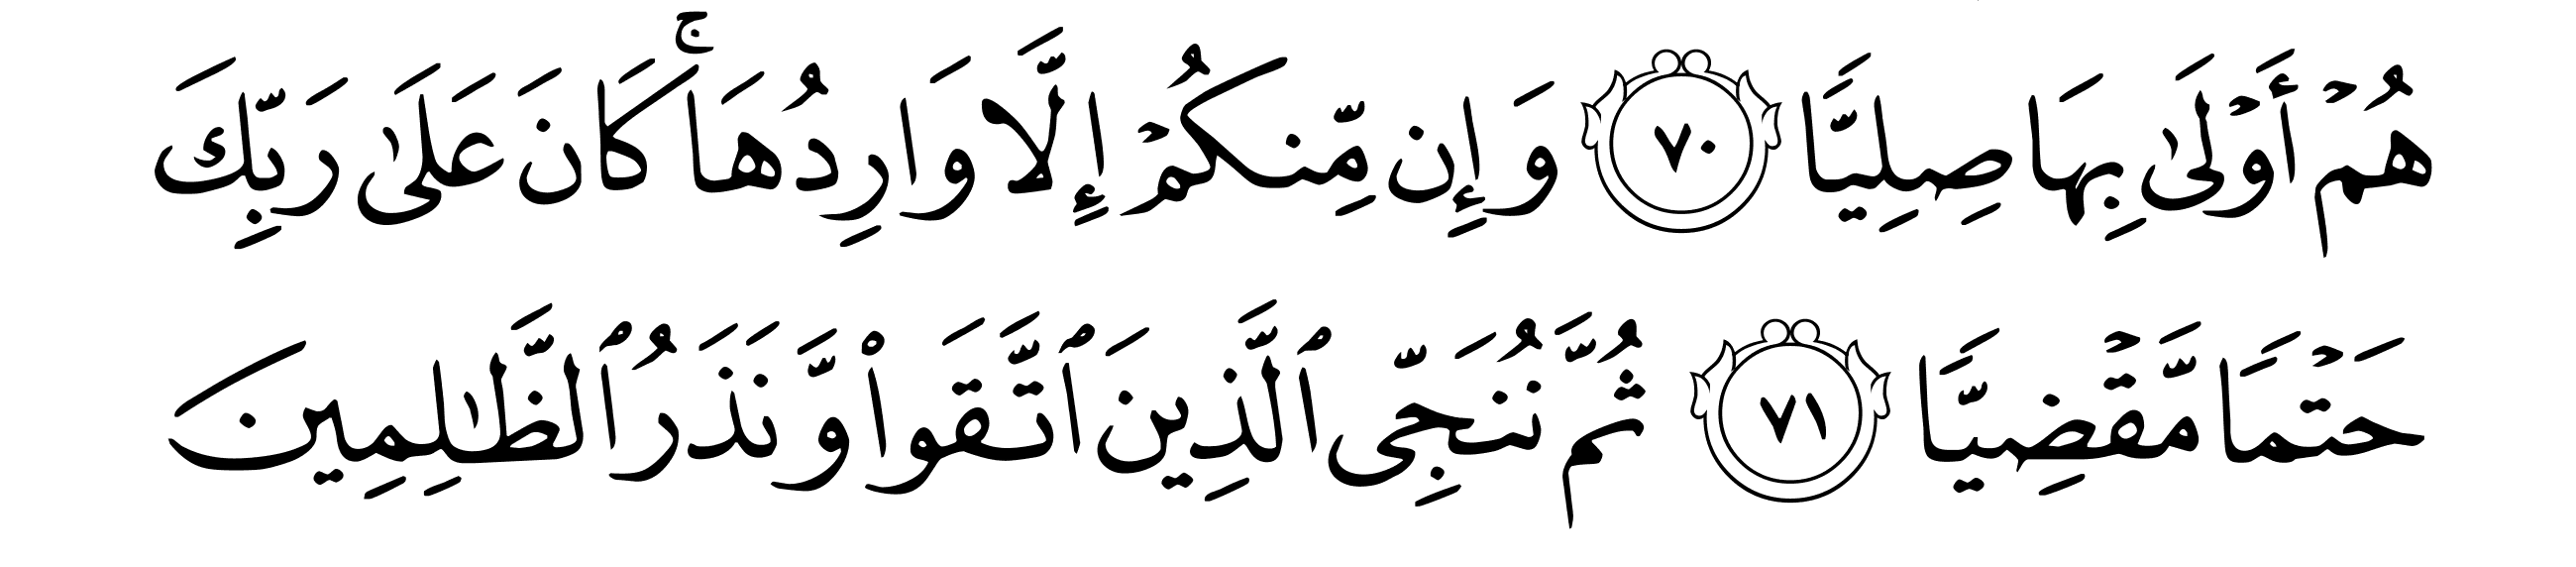 هُمۡ أَوۡلَىٰ بِهَا صِلِيࣰّا ٧٠ وَإِن مِّنكُمۡ إِلَّا وَارِدُهَاۚ كَانَ عَلَىٰ رَبِّكَ
حَتۡمࣰا مَّقۡضِيࣰّا ٧١ ثُمَّ نُنَجِّى ٱلَّذِينَ ٱتَّقَواْ وَّنَذَرُ ٱلظَّـٰلِمِينَ